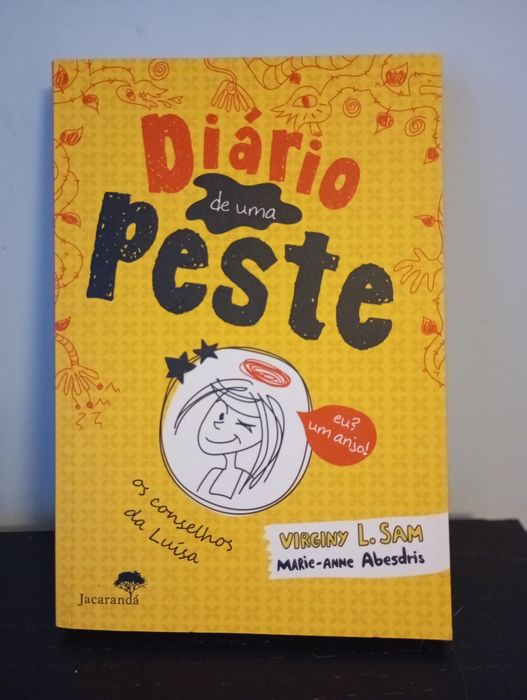 Diário
de uma
peste
eu?
um anjo!
os conselhos
da Luísa
VIRGINY L. SAM
MARIE-ANNE Abesdris
Jacarandá